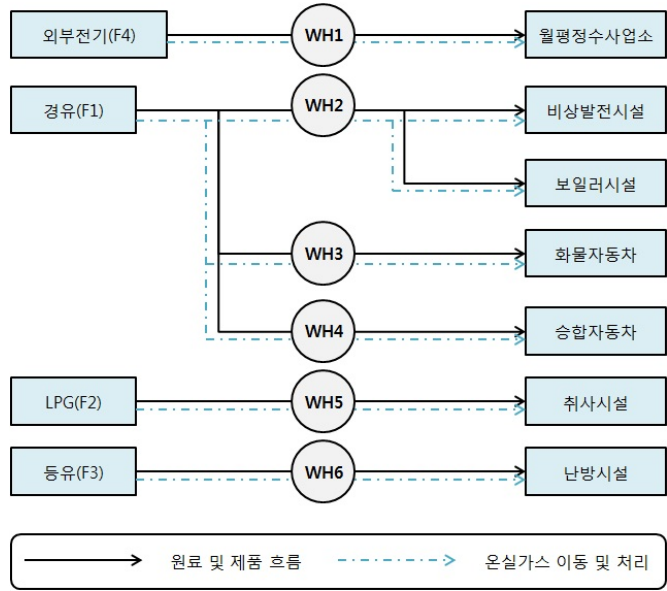 외부전기(F4) WH1 월평정수사업소
경유(F1) WH2 비상발전시설
보일러시설
WH3 화물자동차
WH4 승합자동차
LPG(F2) WH5 취사시설
등유(F3) WH6 난방시설
원료 및 제품 흐름 온실가스 이동 및 처리